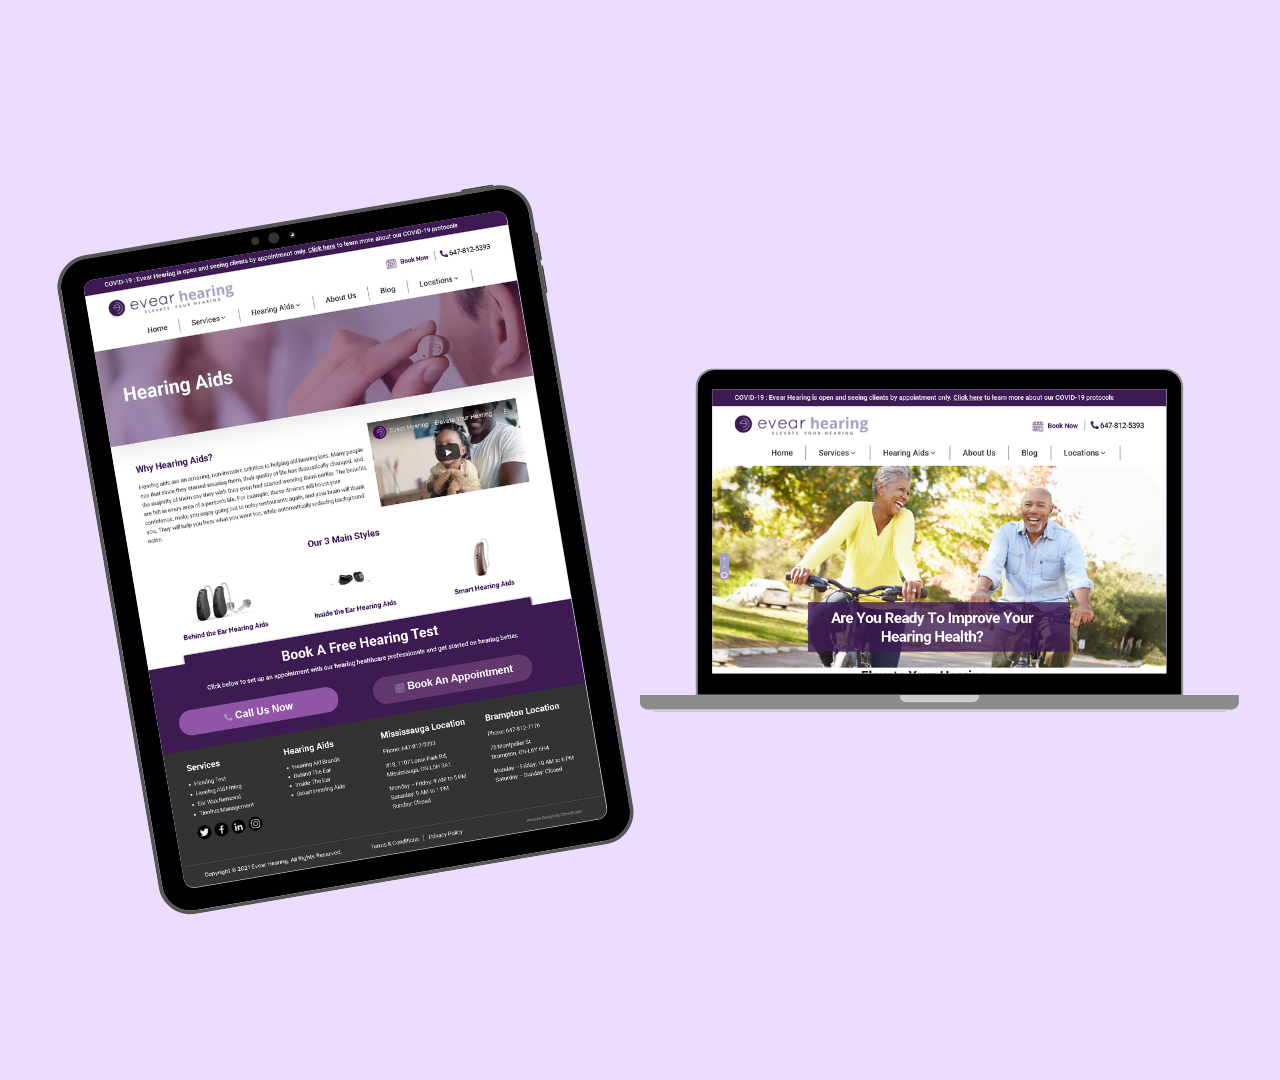 COVID-19 : Evear Hearing is open and seeing clients by appointment only. Click here to learn more about our COVID-19 protocols
evear hearing
ELEVATE YOUR HEARING
Book Now
647-812-5393
Home
Services
Hearing Aids
About Us
Blog
Locations
Hearing Aids
Why Hearing Aids?
Hearing aids are an amazing, non-invasive solution to helping aid hearing loss. Many people
say that since they started wearing them, their quality of life has dramatically changed, and
the majority of them say they wish they even had started wearing them earlier. The benefits
are felt in every area of a person's life. For example, these devices will boost your
confidence, make you enjoy going out to noisy restaurants again, and your brain will thank
you. They will help you hear what you want too, while automatically reducing background
noise.
Evear Hearing - Elevate Your Hearing
Our 3 Main Styles
Behind the Ear Hearing Aids
Inside the Ear Hearing Aids
Smart Hearing Aids
Book A Free Hearing Test
Click below to set up an appointment with our hearing healthcare professionals and get started on hearing better.
Call Us Now
Book An Appointment
Services
Hearing Test
Hearing Aid Fitting
Ear Wax Removal
Tinnitus Management
Hearing Aids
Hearing Aid Brands
Behind The Ear
Inside The Ear
Smart Hearing Aids
Mississauga Location
Phone: 647-812-5393
#13, 1107 Lorne Park Rd,
Mississauga, ON L5H 3A1
Monday – Friday: 9 AM to 5 PM
Saturday: 9 AM to 1 PM
Sunday: Closed
Brampton Location
Phone: 647-812-7176
Brampton, ON L6Y 6H4
Monday – Friday: 10 AM to 6 PM
Saturday – Sunday: Closed
Copyright © 2021 Evear Hearing. All Rights Reserved.
Terms & Conditions
Privacy Policy
COVID-19 : Evear Hearing is open and seeing clients by appointment only. Click here to learn more about our COVID-19 protocols
evear hearing
ELEVATE YOUR HEARING
Book Now
647-812-5393
Home
Services
Hearing Aids
About Us
Blog
Locations
Are You Ready To Improve Your
Hearing Health?